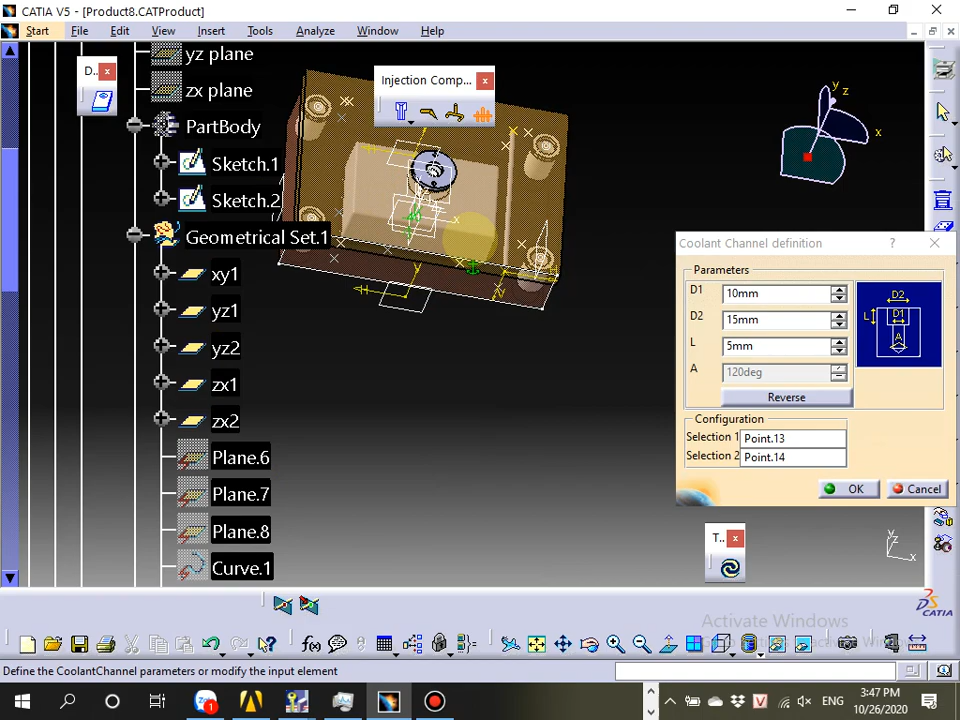 CATIA V5 - [Product8.CATProduct]
Start File Edit View Insert Tools Analyze Window Help
yz plane
zx plane
PartBody
Sketch.1
Sketch.2
Geometrical Set.1
xy1
yz1
yz2
zx1
zx2
Plane.6
Plane.7
Plane.8
Curve.1
D..
Injection Comp...
x
y
H
z
y
x
Coolant Channel definition
Parameters
D1 10mm
D2 15mm
L 5mm
A 120deg
D2
D1
L
A
Reverse
Configuration
Selection 1 Point.13
Selection 2 Point.14
OK Cancel
T..
z
y
x
DS CATIA
Activate Windows
f(x)
Define the CoolantChannel parameters or modify the input element
1
V
ENG
3:47 PM
10/26/2020